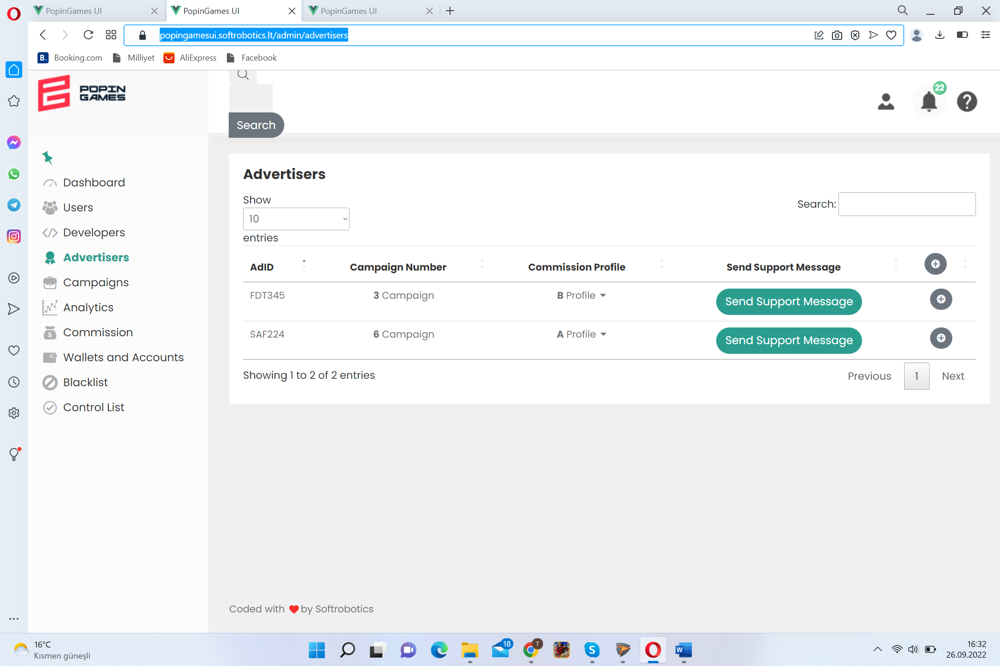 PopinGames UI
PopinGames UI
PopinGames UI
popingamesui.softrobotics.lt/admin/advertisers
Booking.com
Milliyet
AliExpress
Facebook
POPIN
GAMES
22
Search
Dashboard
Users
Developers
Advertisers
Campaigns
Analytics
Commission
Wallets and Accounts
Blacklist
Control List
Advertisers
Show
10
entries
Search:
AdID Campaign Number Commission Profile Send Support Message
FDT345 3 Campaign B Profile Send Support Message
SAF224 6 Campaign A Profile Send Support Message
Showing 1 to 2 of 2 entries
Previous 1 Next
Coded with by Softrobotics
16°C
Kısmen güneşli
18
T
16:32
26.09.2022